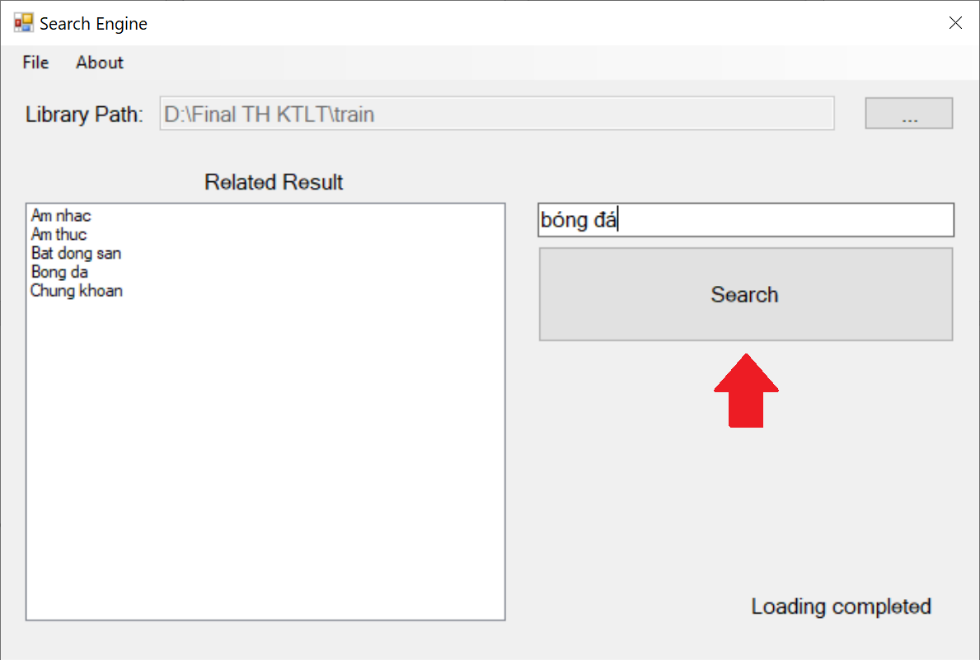 Search Engine
File About
Library Path: D:\Final TH KTLT\train ...
Related Result
Am nhac
Am thuc
Bat dong san
Bong da
Chung khoan
bóng đá
Search
Loading completed